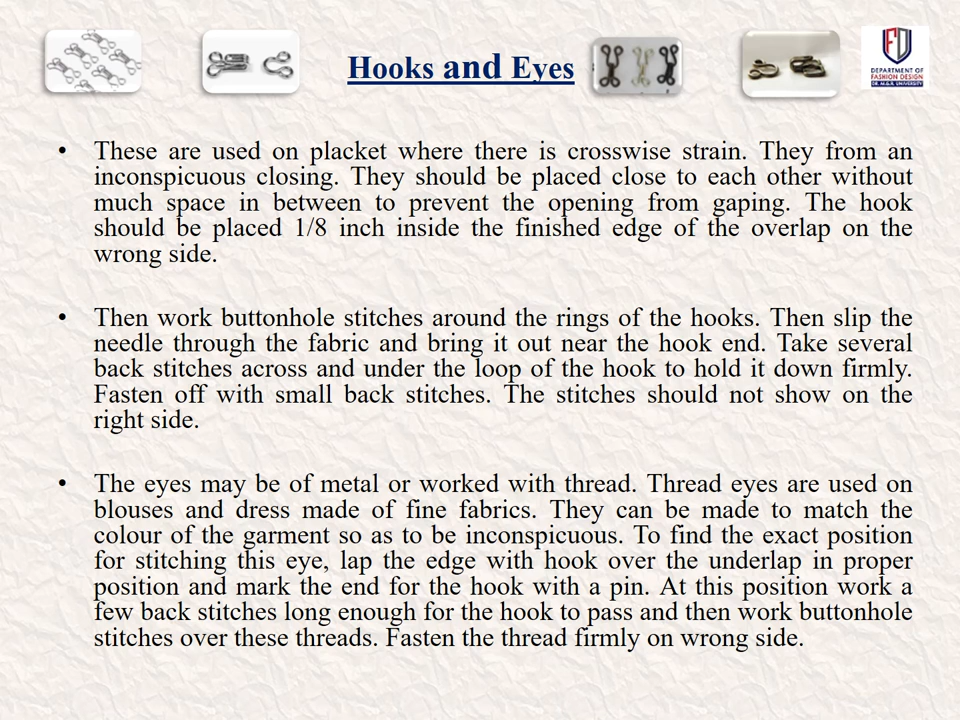 Hooks and Eyes
FD
DEPARTMENT OF
FASHION DESIGN
DR. M.G.R. UNIVERSITY
• These are used on placket where there is crosswise strain. They from an
inconspicuous closing. They should be placed close to each other without
much space in between to prevent the opening from gaping. The hook
should be placed 1/8 inch inside the finished edge of the overlap on the
wrong side.
• Then work buttonhole stitches around the rings of the hooks. Then slip the
needle through the fabric and bring it out near the hook end. Take several
back stitches across and under the loop of the hook to hold it down firmly.
Fasten off with small back stitches. The stitches should not show on the
right side.
• The eyes may be of metal or worked with thread. Thread eyes are used on
blouses and dress made of fine fabrics. They can be made to match the
colour of the garment so as to be inconspicuous. To find the exact position
for stitching this eye, lap the edge with hook over the underlap in proper
position and mark the end for the hook with a pin. At this position work a
few back stitches long enough for the hook to pass and then work buttonhole
stitches over these threads. Fasten the thread firmly on wrong side.